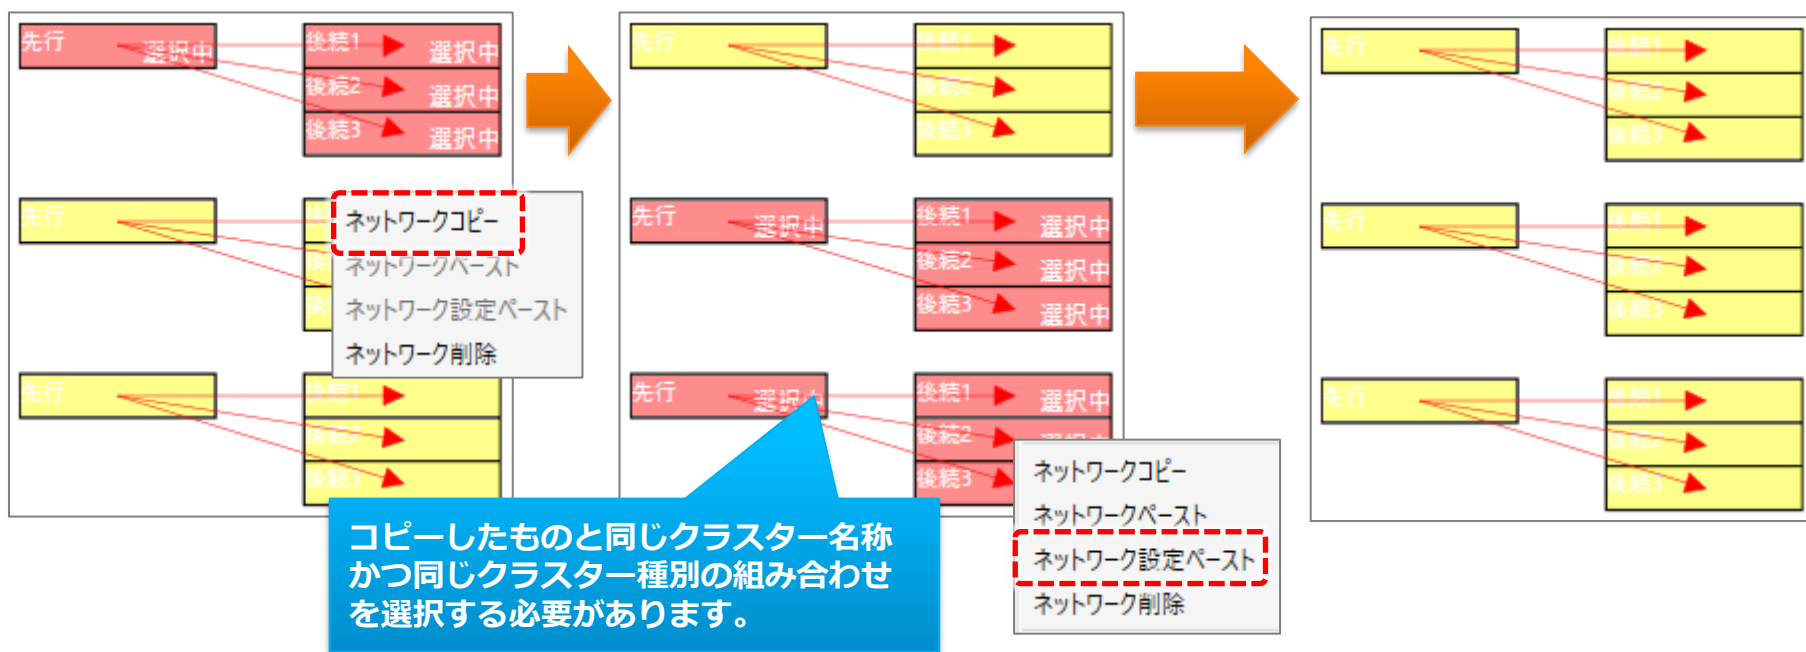 先行 選択中
後続1 選択中
後続2 選択中
後続3 選択中
先行
後
後
後
ネットワークコピー
ネットワークペースト
ネットワーク設定ペースト
ネットワーク削除
先行
後続1
後続2
後続3
先行
後続1
後続2
後続3
先行 選択中
後続1 選択中
後続2 選択中
後続3 選択中
先行 選択中
後続1 選択中
後続2 選択中
後続3
ネットワークコピー
ネットワークペースト
ネットワーク設定ペースト
ネットワーク削除
コピーしたものと同じクラスター名称
かつ同じクラスター種別の組み合わせ
を選択する必要があります。
先行
後続1
後続2
後続3
先行
後続1
後続2
後続3
先行
後続1
後続2
後続3